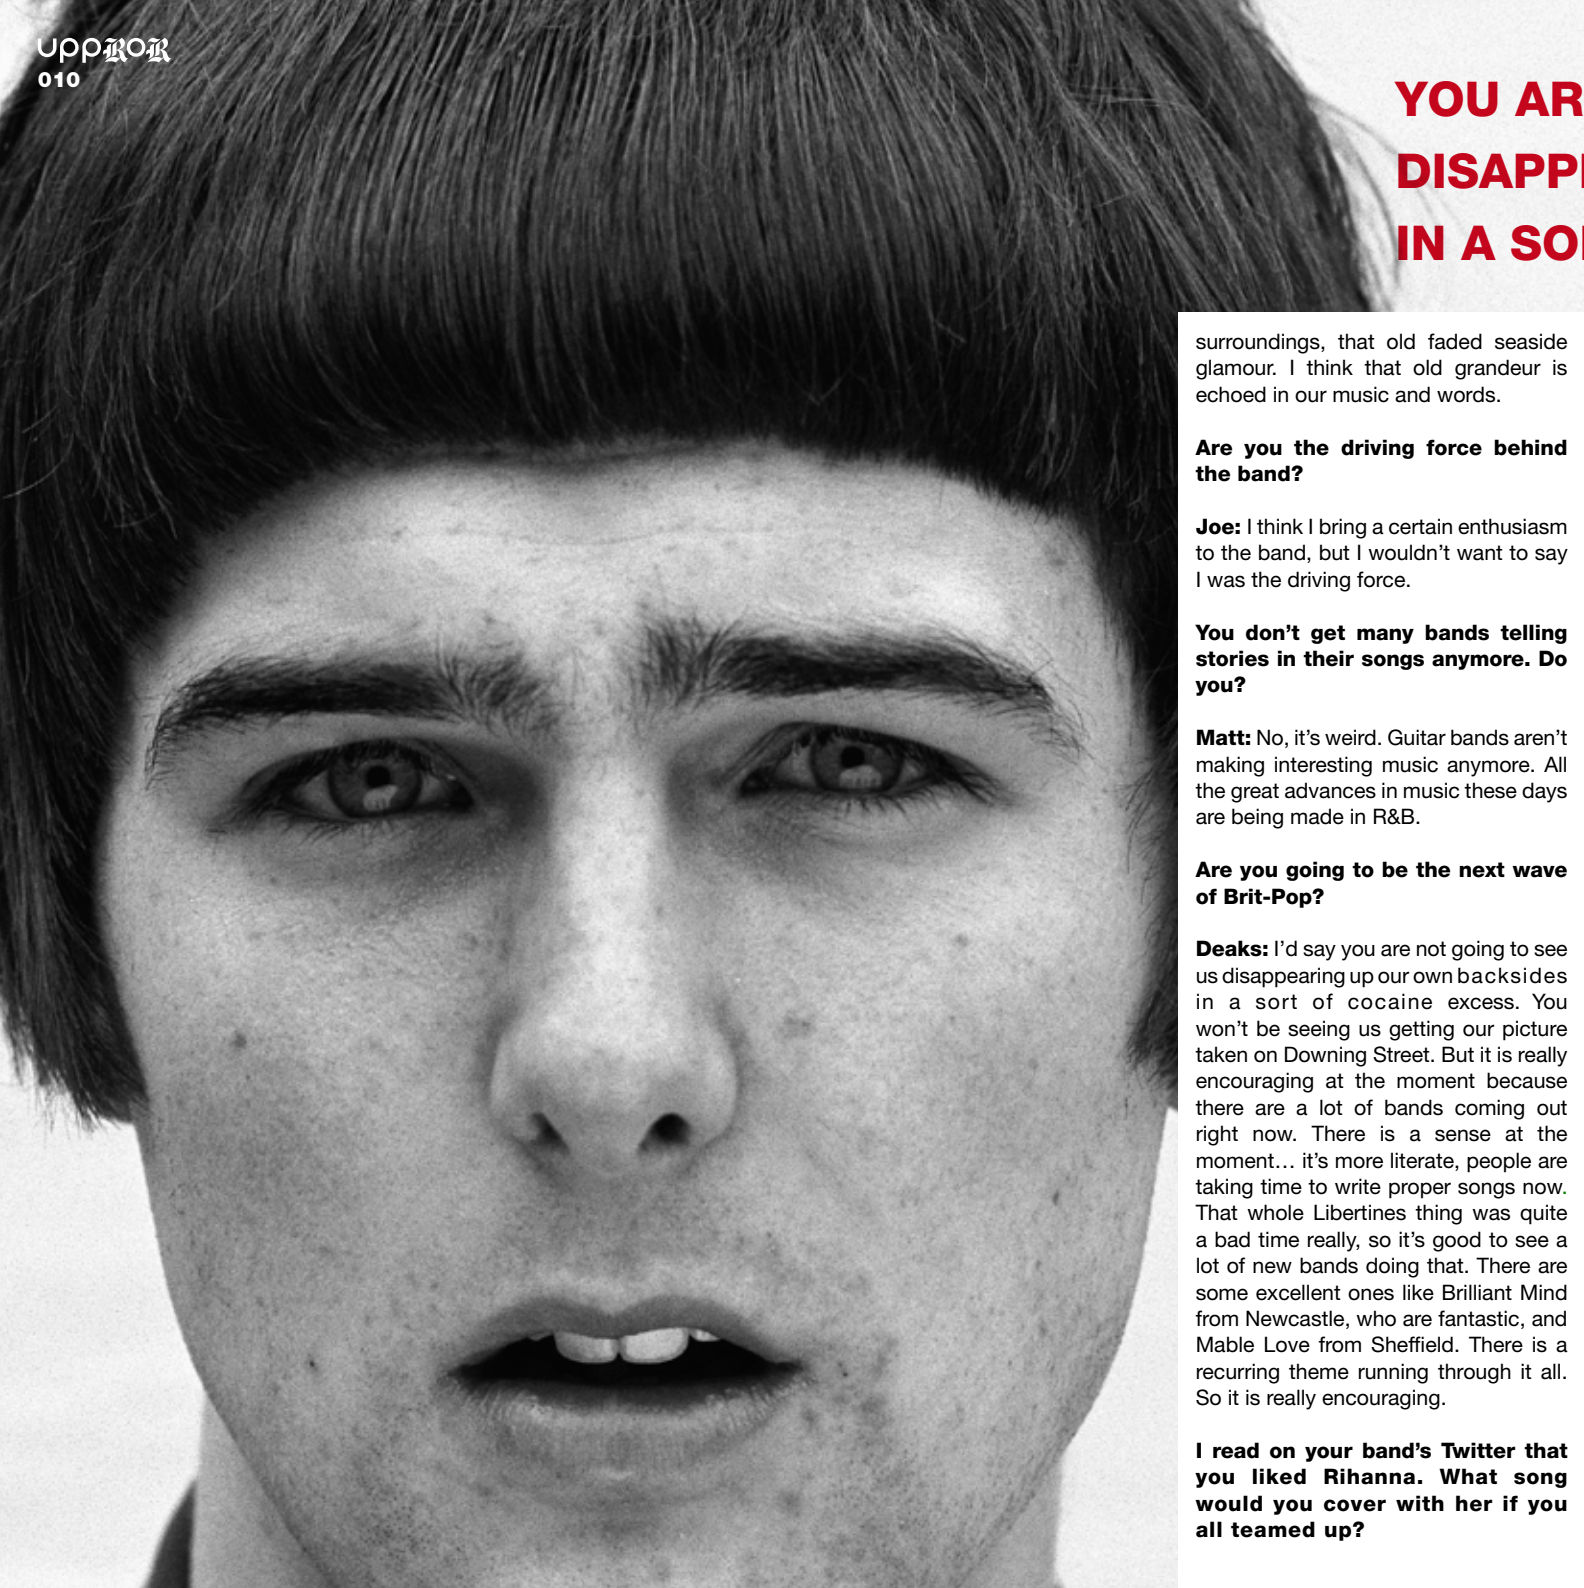 uppRoR
010
YOU AR
DISAPP
IN A SO
surroundings, that old faded seaside
glamour. I think that old grandeur is
echoed in our music and words.
Are you the driving force behind
the band?
Joe: I think I bring a certain enthusiasm
to the band, but I wouldn’t want to say
I was the driving force.
You don’t get many bands telling
stories in their songs anymore. Do
you?
Matt: No, it’s weird. Guitar bands aren’t
making interesting music anymore. All
the great advances in music these days
are being made in R&B.
Are you going to be the next wave
of Brit-Pop?
Deaks: I’d say you are not going to see
us disappearing up our own backsides
in a sort of cocaine excess. You
won’t be seeing us getting our picture
taken on Downing Street. But it is really
encouraging at the moment because
there are a lot of bands coming out
right now. There is a sense at the
moment… it’s more literate, people are
taking time to write proper songs now.
That whole Libertines thing was quite
a bad time really, so it’s good to see a
lot of new bands doing that. There are
some excellent ones like Brilliant Mind
from Newcastle, who are fantastic, and
Mable Love from Sheffield. There is a
recurring theme running through it all.
So it is really encouraging.
I read on your band’s Twitter that
you liked Rihanna. What song
would you cover with her if you
all teamed up?